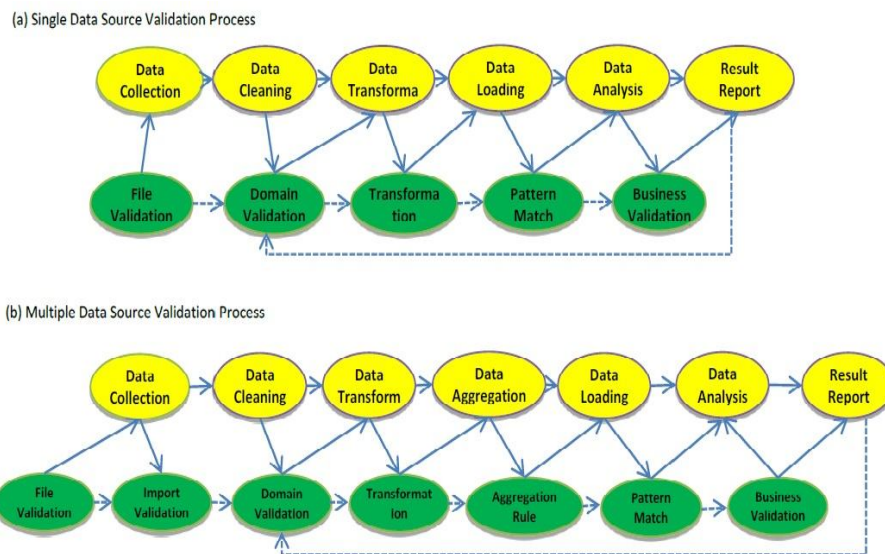 (a) Single Data Source Validation Process
Data
Collection
Data
Cleaning
Data
Transforma
Data
Loading
Data
Analysis
Result
Report
File
Validation
Domain
Validation
Transforma
tion
Pattern
Match
Business
Validation
(b) Multiple Data Source Validation Process
Data
Collection
Data
Cleaning
Data
Transform
Data
Aggregation
Data
Loading
Data
Analysis
Result
Report
File
Validation
Import
Validation
Domain
Validation
Transformat
Ion
Aggregation
Rule
Pattern
Match
Business
Validation